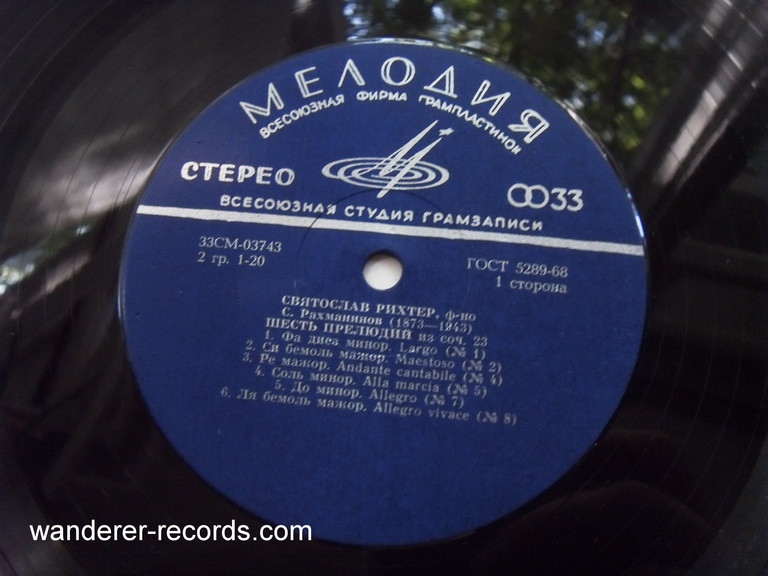 МЕЛОДИЯ
ВСЕСОЮЗНАЯ ФИРМА ГРАМПЛАСТИНОК
СТЕРЕО
33
ВСЕСОЮЗНАЯ СТУДИЯ ГРАМЗАПИСИ
33СМ-03743
2 гр. 1-20
ГОСТ 5289-68
1 сторона
СВЯТОСЛАВ РИХТЕР, ф-но
С. Рахманинов (1873—1943)
ШЕСТЬ ПРЕЛЮДИЙ из соч. 23
1. Фа диез минор. Largo (№ 1)
2. Си бемоль мажор. Maestoso (№ 2)
3. Ре мажор. Andante cantabile (№ 4)
4. Соль минор. Alla marcia (№ 5)
5. До минор. Allegro (№ 7)
6. Ля бемоль мажор. Allegro vivace (№ 8)
wanderer-records.com